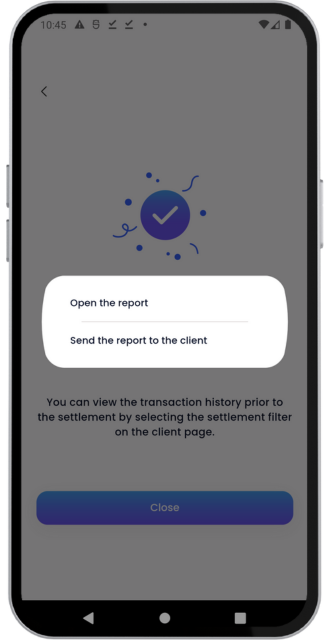 10:45
Open the report
Send the report to the client
You can view the transaction history prior to
the settlement by selecting the settlement filter
on the client page.
Close